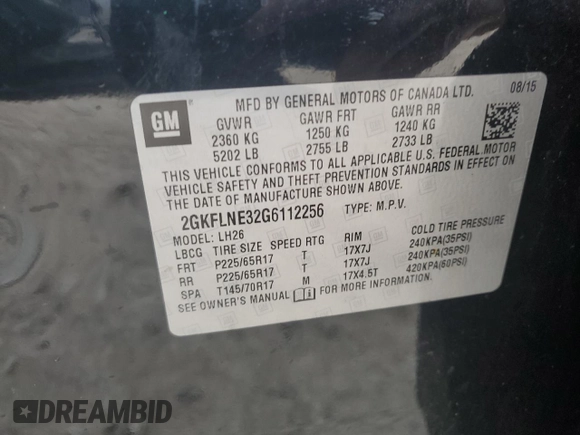 GM
MFD BY GENERAL MOTORS OF CANADA LTD. 08/15
GVWR GAWR FRT GAWR RR
2360 KG 1250 KG 1240 KG
5202 LB 2755 LB 2733 LB
THIS VEHICLE CONFORMS TO ALL APPLICABLE U.S. FEDERAL MOTOR
VEHICLE SAFETY AND THEFT PREVENTION STANDARDS IN EFFECT ON
THE DATE OF MANUFACTURE SHOWN ABOVE.
2GKFLNE32G6112256 TYPE: M.P.V.
MODEL: LH26
LBCG TIRE SIZE SPEED RTG RIM COLD TIRE PRESSURE
FRT P225/65R17 T 17X7J 240KPA(35PSI)
RR P225/65R17 T 17X7J 240KPA(35PSI)
SPA T145/70R17 M 17X4.5T 420KPA(60PSI)
SEE OWNER'S MANUAL FOR MORE INFORMATION.
DREAMBID